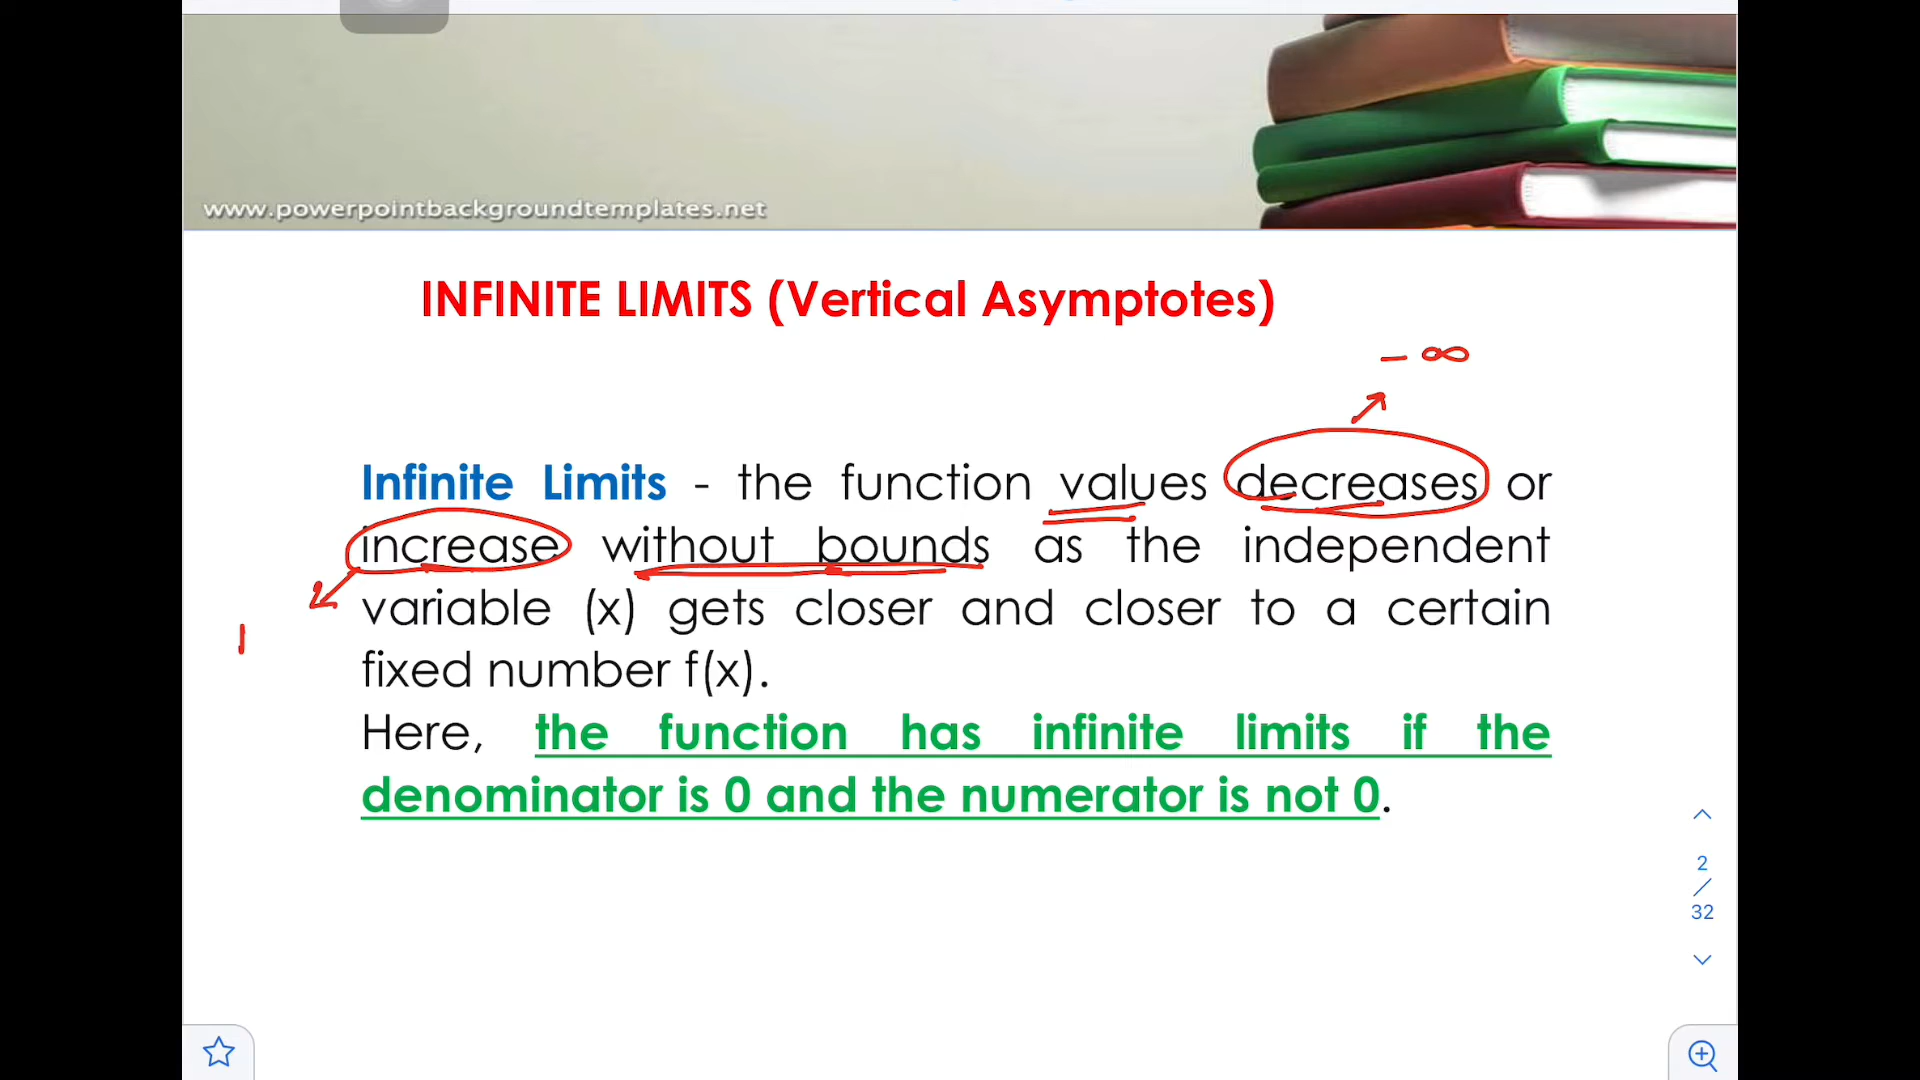 www.powerpointbackgroundtemplates.net
INFINITE LIMITS (Vertical Asymptotes)
- ∞
Infinite Limits - the function values decreases or
increase without bounds as the independent
variable (x) gets closer and closer to a certain
fixed number f(x).
Here, the function has infinite limits if the
denominator is 0 and the numerator is not 0.
2
/
32